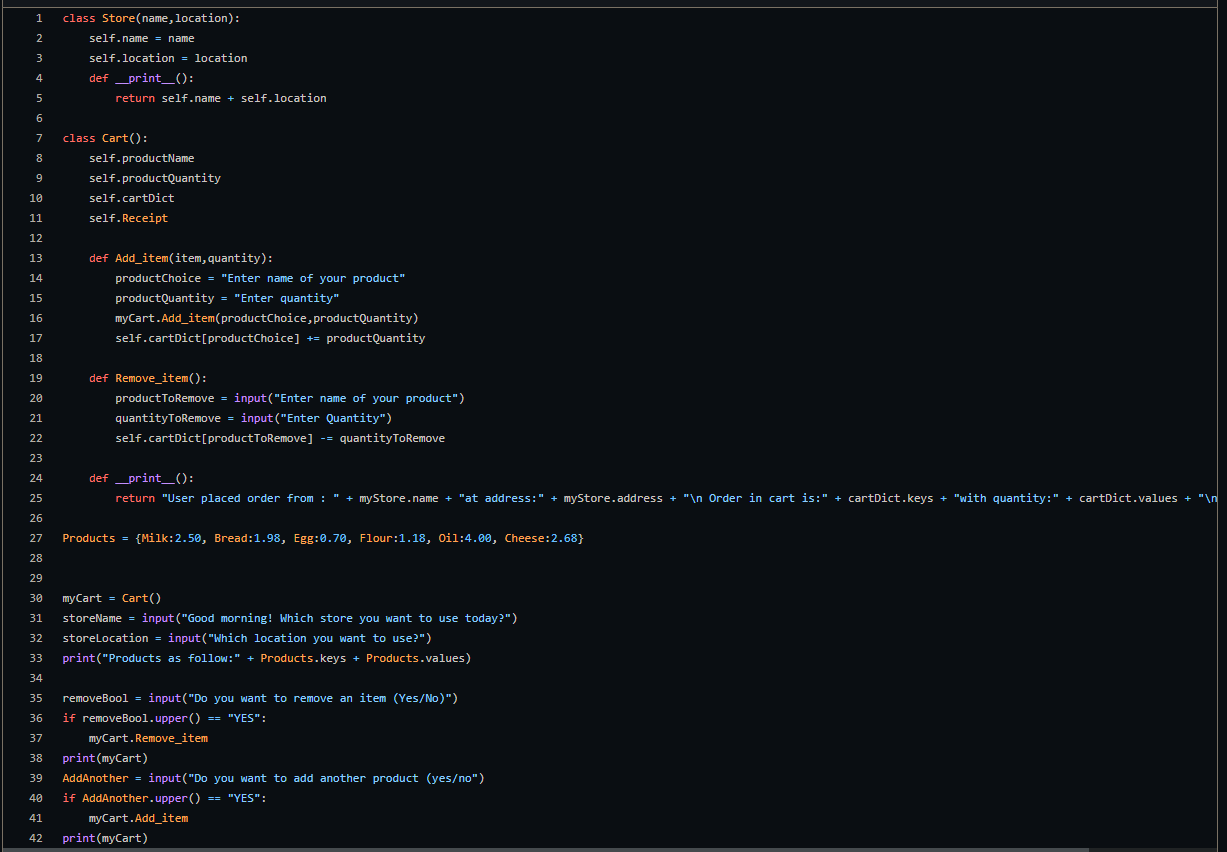 1 class Store(name,location):
2     self.name = name
3     self.location = location
4     def __print__():
5         return self.name + self.location
6
7 class Cart():
8     self.productName
9     self.productQuantity
10     self.cartDict
11     self.Receipt
12
13     def Add_item(item,quantity):
14         productChoice = "Enter name of your product"
15         productQuantity = "Enter quantity"
16         myCart.Add_item(productChoice,productQuantity)
17         self.cartDict[productChoice] += productQuantity
18
19     def Remove_item():
20         productToRemove = input("Enter name of your product")
21         quantityToRemove = input("Enter Quantity")
22         self.cartDict[productToRemove] -= quantityToRemove
23
24     def __print__():
25         return "User placed order from : " + myStore.name + "at address:" + myStore.address + "\n Order in cart is:" + cartDict.keys + "with quantity:" + cartDict.values + "\n
26
27 Products = {Milk:2.50, Bread:1.98, Egg:0.70, Flour:1.18, Oil:4.00, Cheese:2.68}
28
29
30 myCart = Cart()
31 storeName = input("Good morning! Which store you want to use today?")
32 storeLocation = input("Which location you want to use?")
33 print("Products as follow:" + Products.keys + Products.values)
34
35 removeBool = input("Do you want to remove an item (Yes/No)")
36 if removeBool.upper() == "YES":
37     myCart.Remove_item
38 print(myCart)
39 AddAnother = input("Do you want to add another product (yes/no")
40 if AddAnother.upper() == "YES":
41     myCart.Add_item
42 print(myCart)